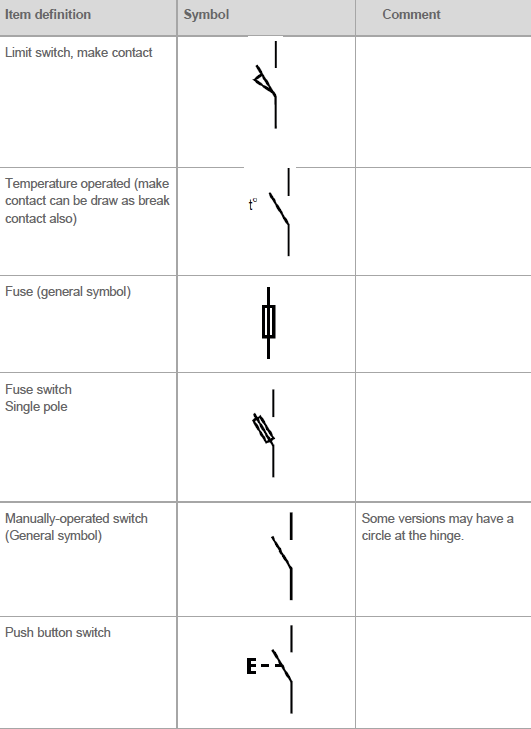 Item definition
Symbol
Comment
Limit switch, make contact
Temperature operated (make
contact can be draw as break
contact also)
t°
Fuse (general symbol)
Fuse switch
Single pole
Manually-operated switch
(General symbol)
Some versions may have a
circle at the hinge.
Push button switch